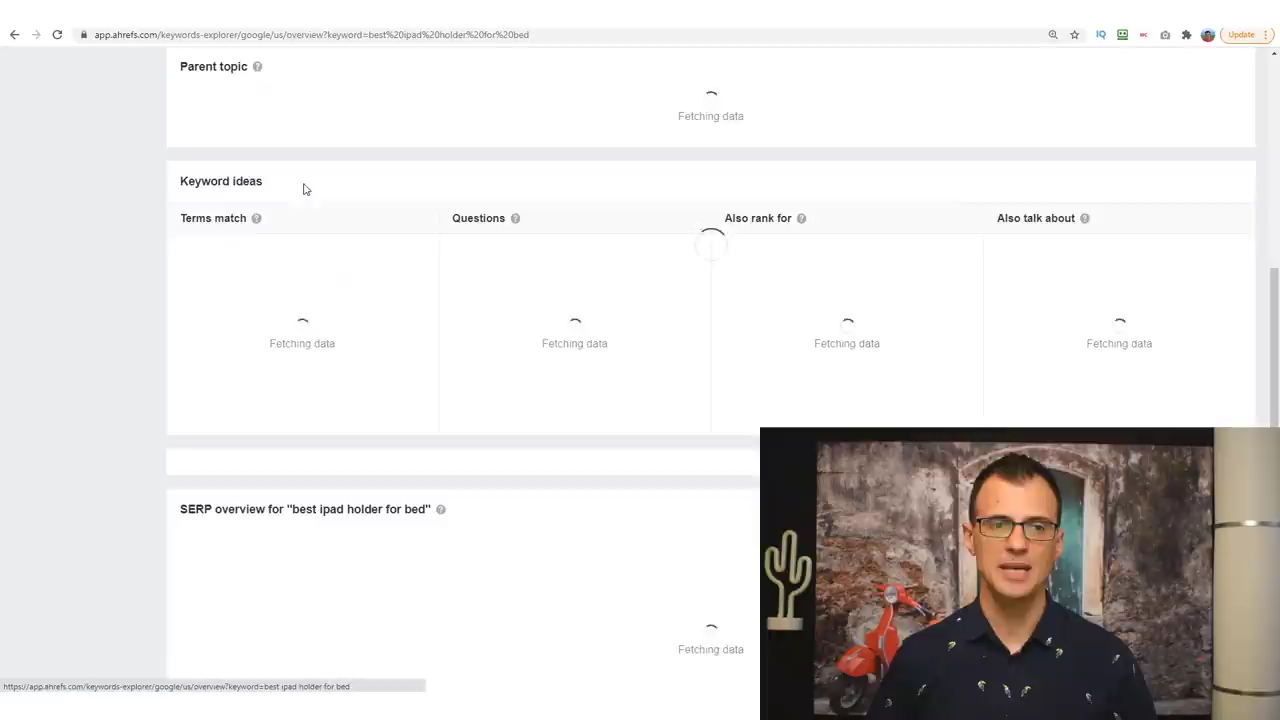 app.ahrefs.com/keywords-explorer/google/us/overview?keyword=best%20ipad%20holder%20for%20bed
Update
Parent topic
Fetching data
Keyword ideas
Terms match
Questions
Also rank for
Also talk about
Fetching data
Fetching data
Fetching data
Fetching data
SERP overview for "best ipad holder for bed"
Fetching data
https://app.ahrefs.com/keywords-explorer/google/us/overview?keyword=best ipad holder for bed